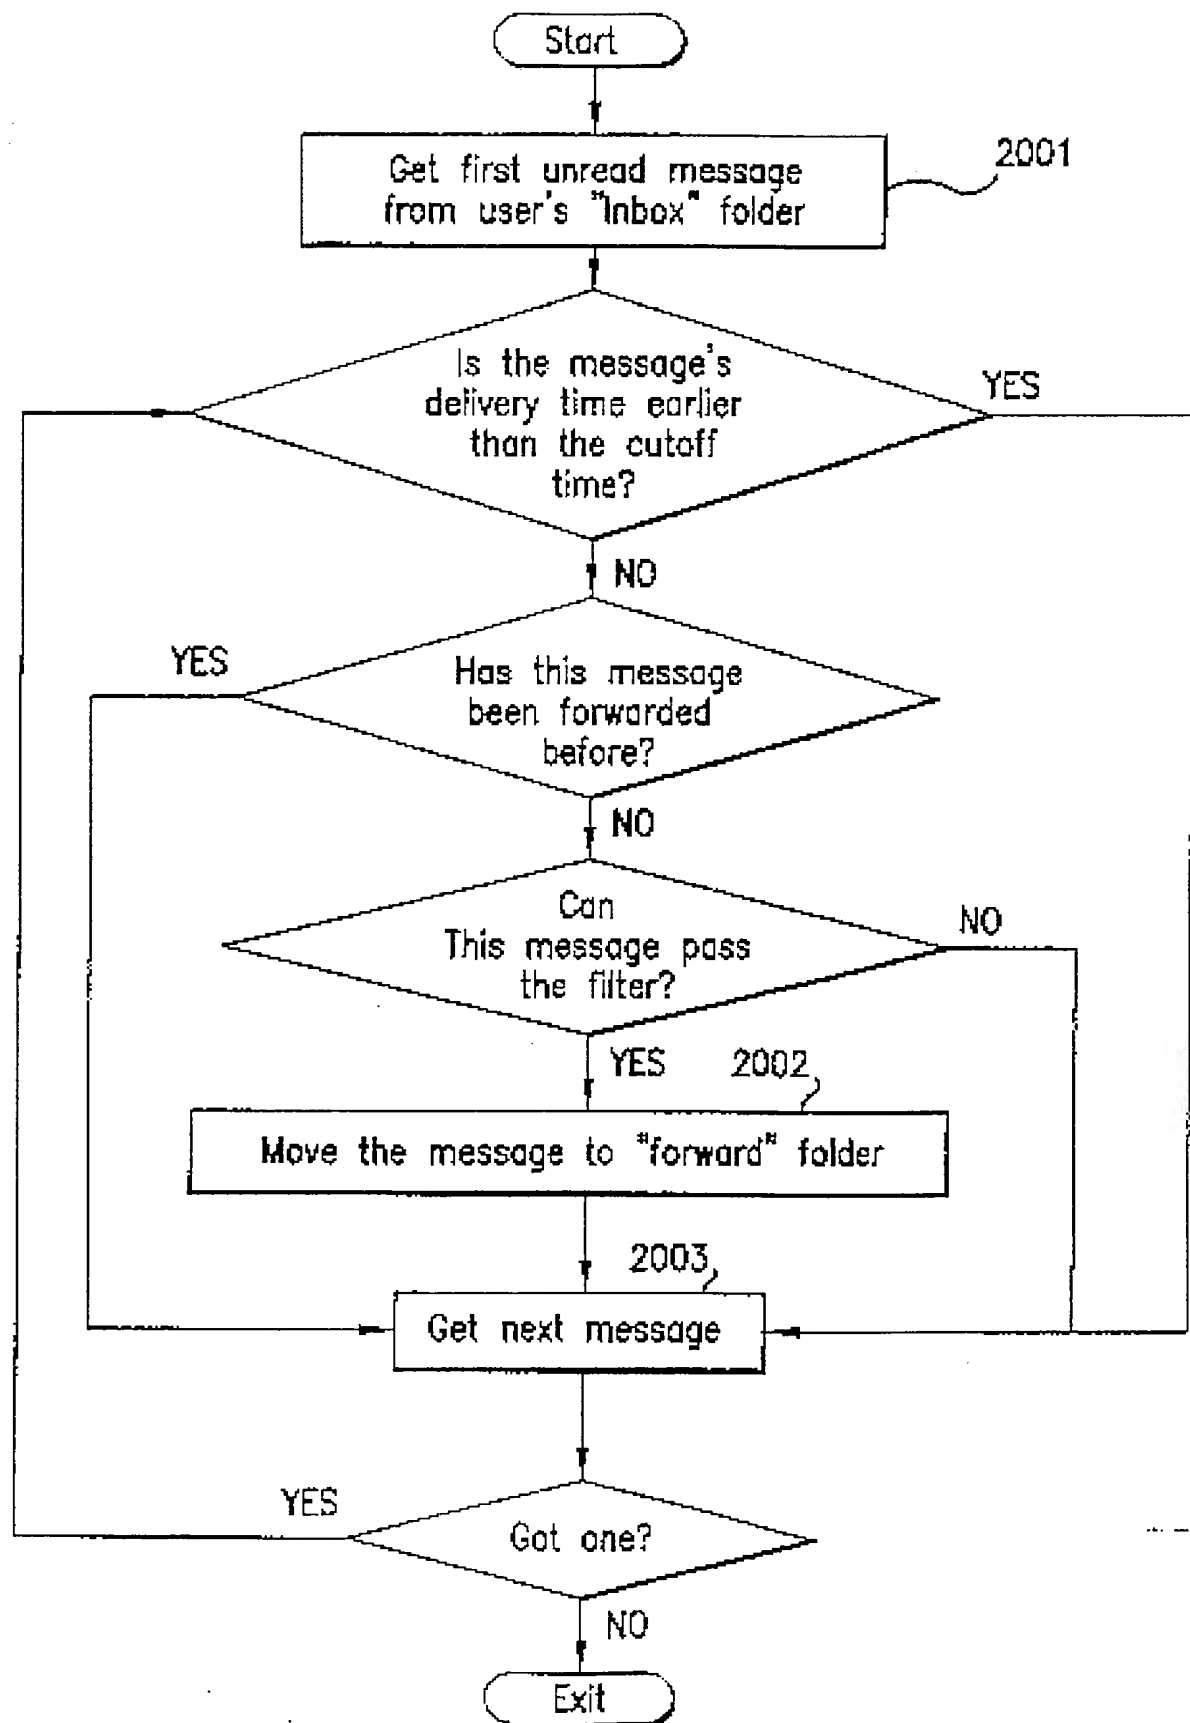 Start
Get first unread message
from user's "Inbox" folder
2001
Is the message's
delivery time earlier
than the cutoff
time?
YES
NO
YES
Has this message
been forwarded
before?
NO
Can
This message pass
the filter?
NO
YES
2002
Move the message to "forward" folder
2003
Get next message
YES
Got one?
NO
Exit